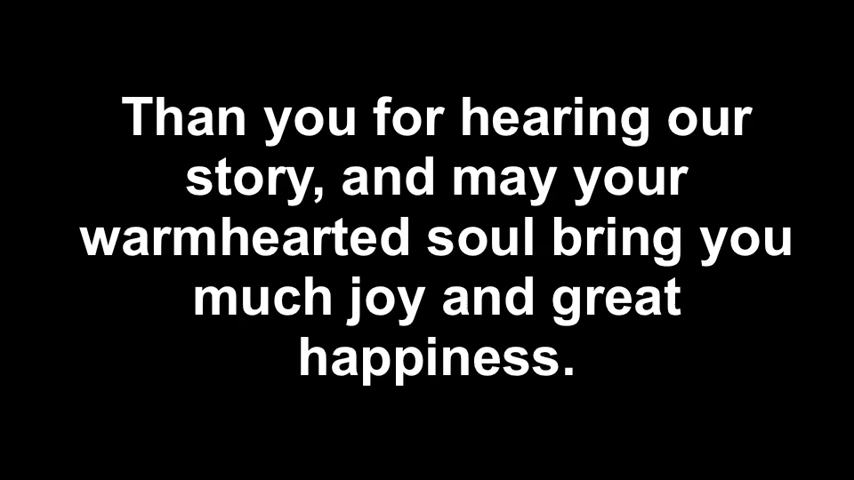 Than you for hearing our
story, and may your
warmhearted soul bring you
much joy and great
happiness.